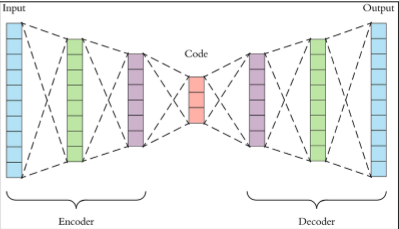 Input
Output
Code
Encoder
Decoder